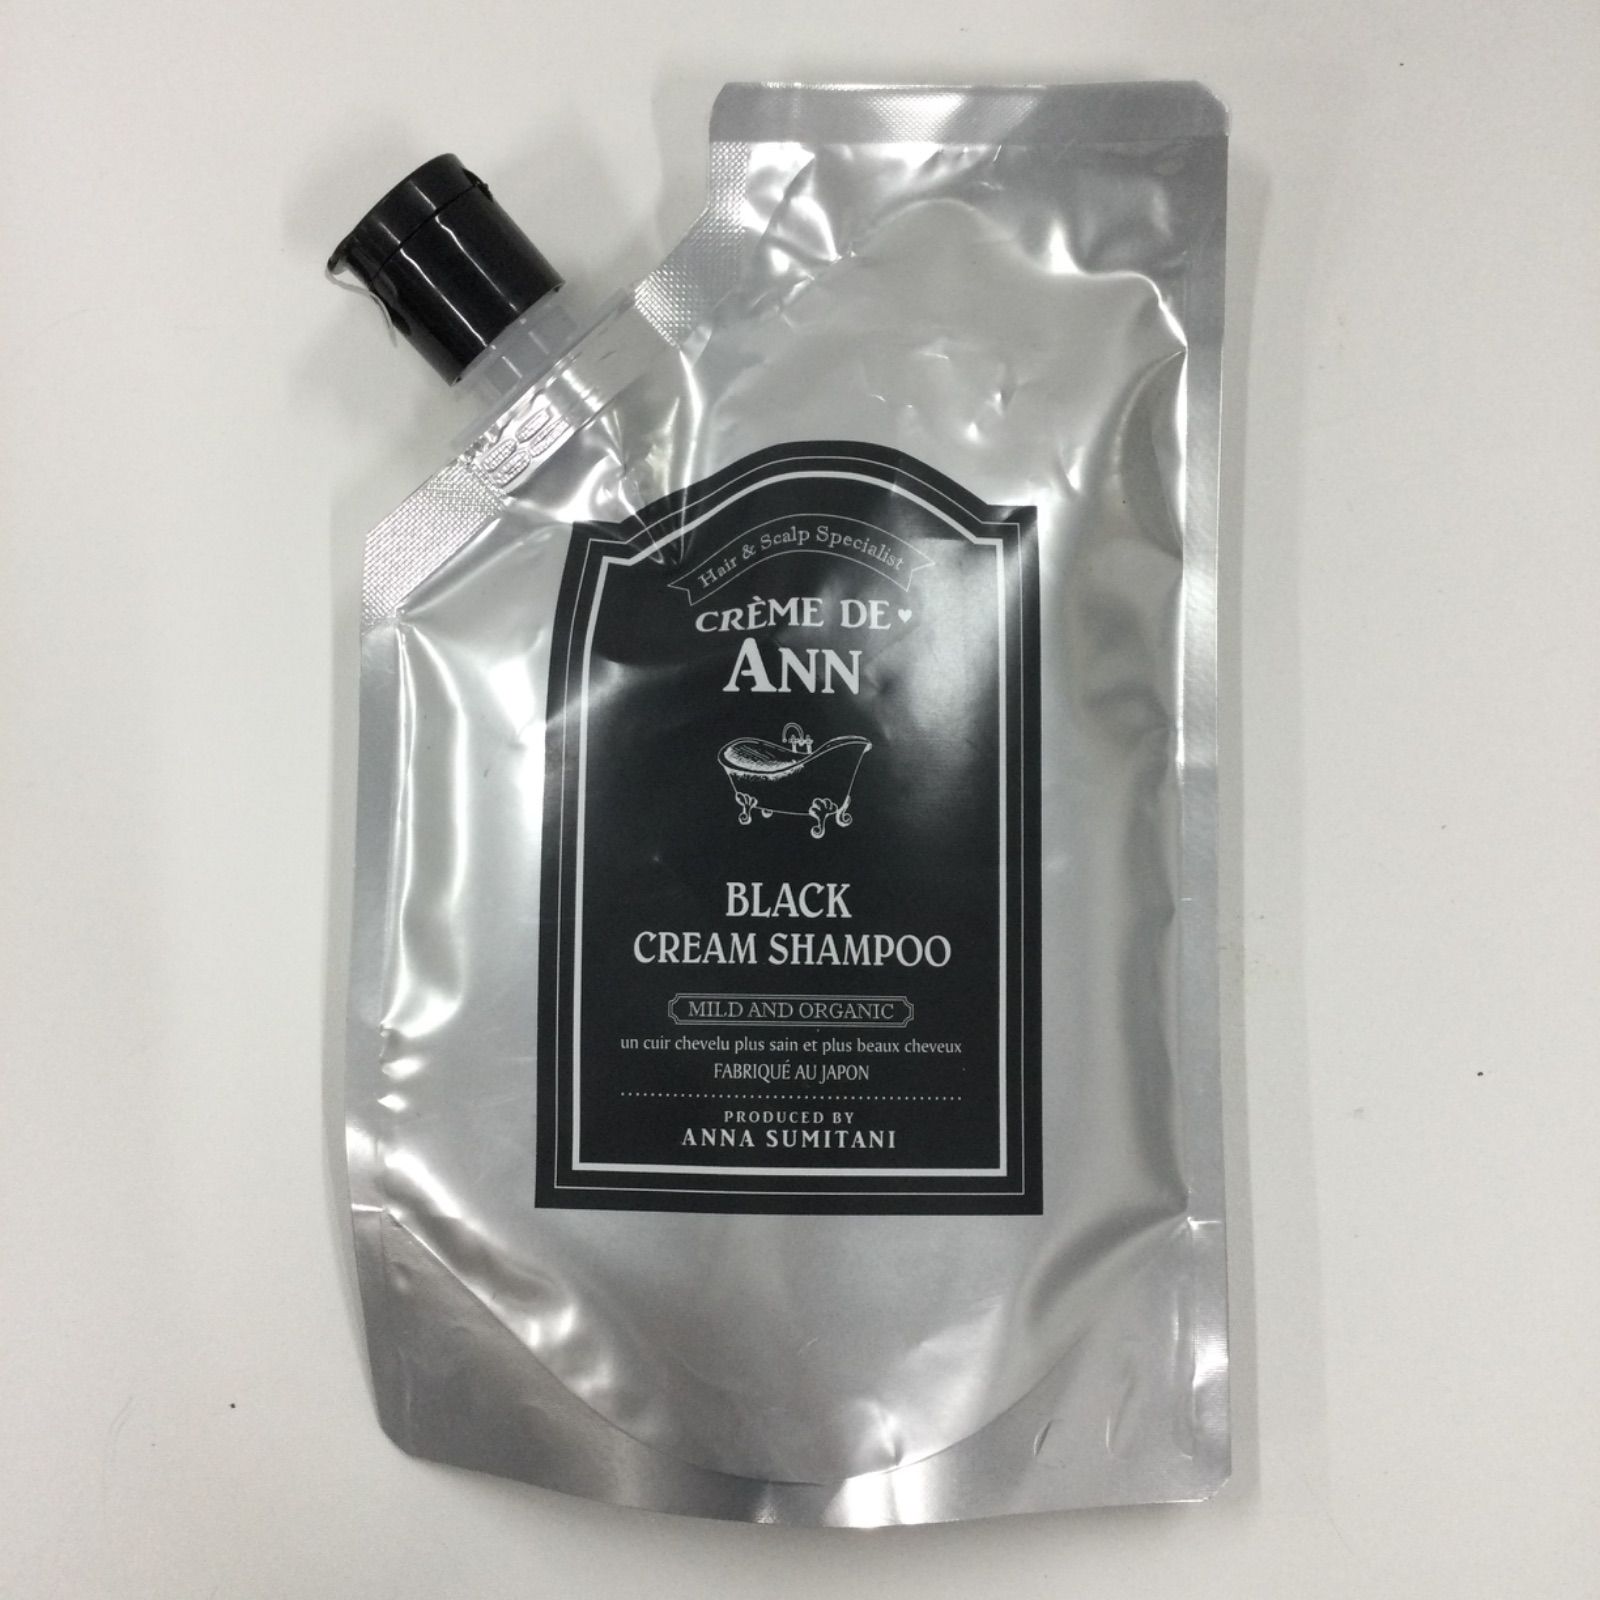 Hair & Scalp Specialist
CRÈME DE♥
ANN
BLACK
CREAM SHAMPOO
MILD AND ORGANIC
un cuir chevelu plus sain et plus beaux cheveux
FABRIQUÉ AU JAPON
PRODUCED BY
ANNA SUMITANI